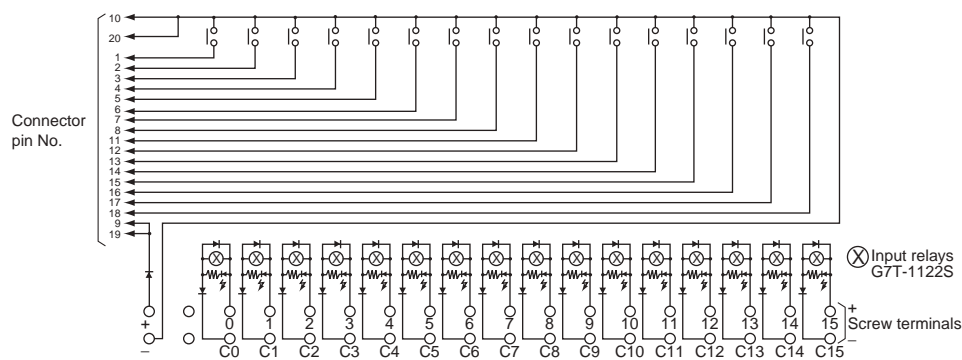 10
20
1
2
3
4
5
6
7
8
11
12
13
14
15
16
17
18
9
19
Connector
pin No.
Input relays
G7T-1122S
+ 0 1 2 3 4 5 6 7 8 9 10 11 12 13 14 15 +
– C0 C1 C2 C3 C4 C5 C6 C7 C8 C9 C10 C11 C12 C13 C14 C15 –
Screw terminals